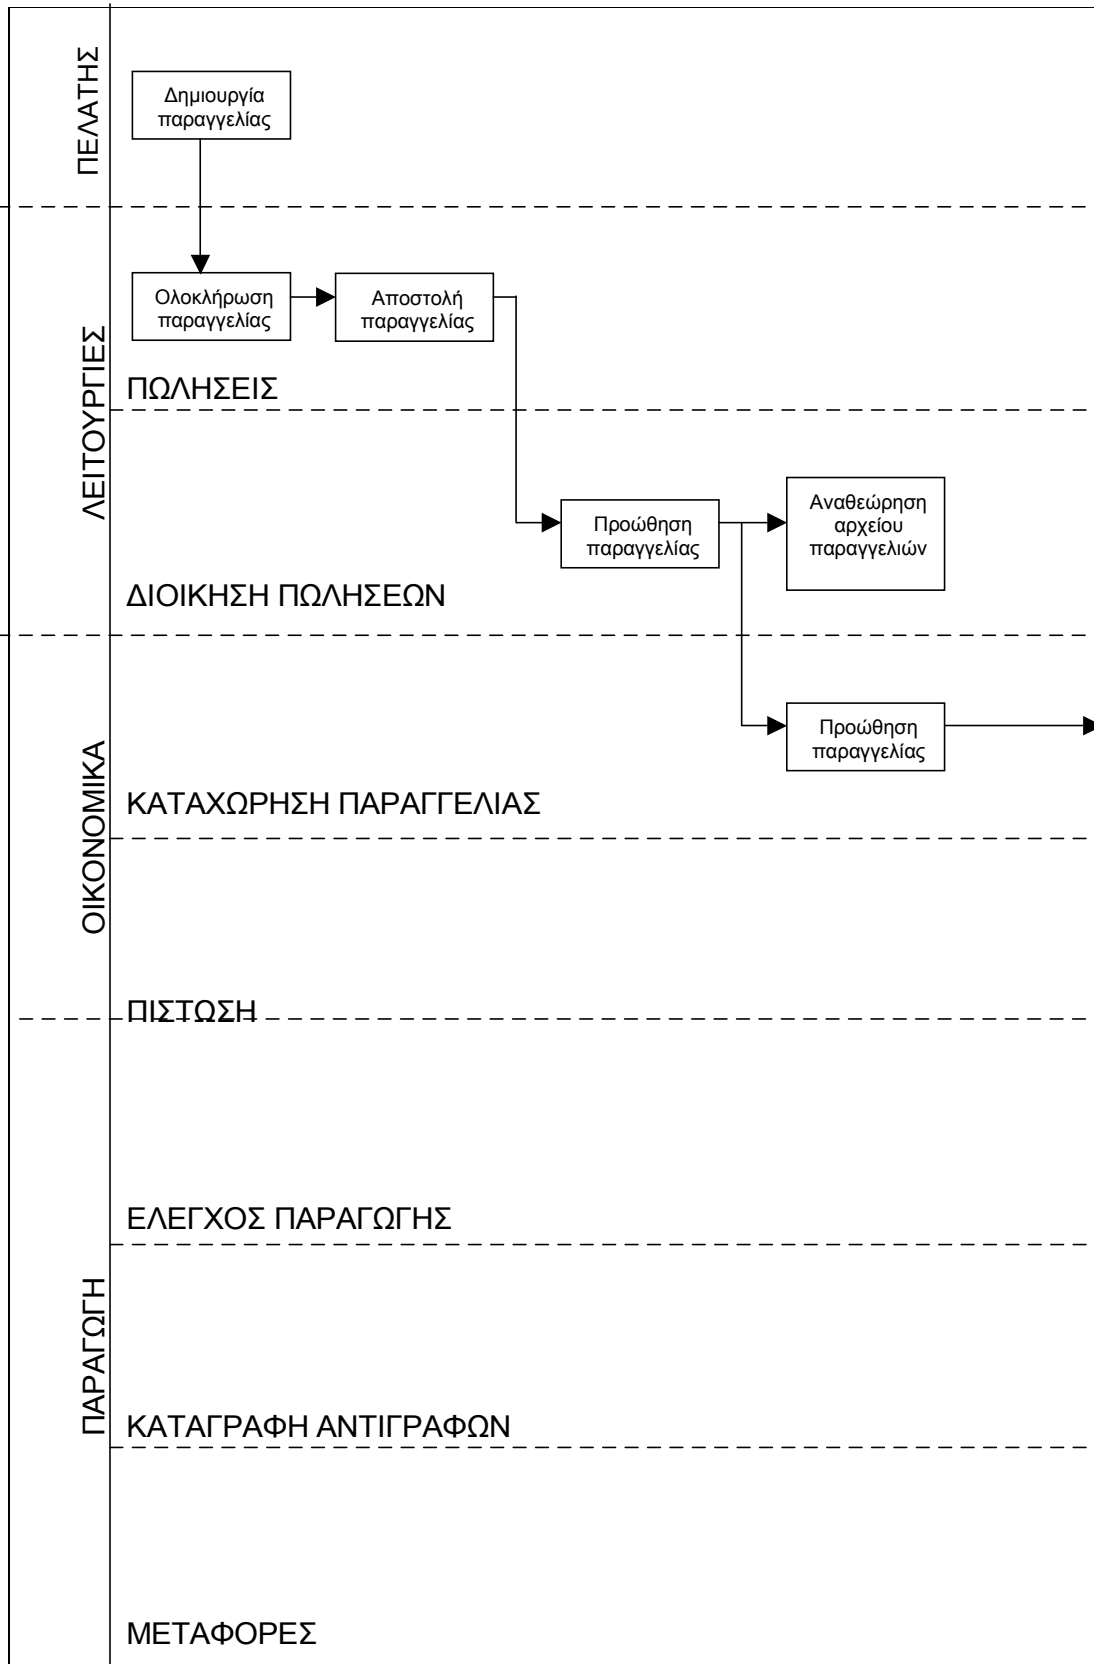 ΠΕΛΑΤΗΣ
Δημιουργία
παραγγελίας
ΛΕΙΤΟΥΡΓΙΕΣ
Ολοκλήρωση
παραγγελίας
Αποστολή
παραγγελίας
ΠΩΛΗΣΕΙΣ
Προώθηση
παραγγελίας
Αναθεώρηση
αρχείου
παραγγελιών
ΔΙΟΙΚΗΣΗ ΠΩΛΗΣΕΩΝ
ΟΙΚΟΝΟΜΙΚΑ
Προώθηση
παραγγελίας
ΚΑΤΑΧΩΡΗΣΗ ΠΑΡΑΓΓΕΛΙΑΣ
ΠΙΣΤΩΣΗ
ΠΑΡΑΓΩΓΗ
ΕΛΕΓΧΟΣ ΠΑΡΑΓΩΓΗΣ
ΚΑΤΑΓΡΑΦΗ ΑΝΤΙΓΡΑΦΩΝ
ΜΕΤΑΦΟΡΕΣ